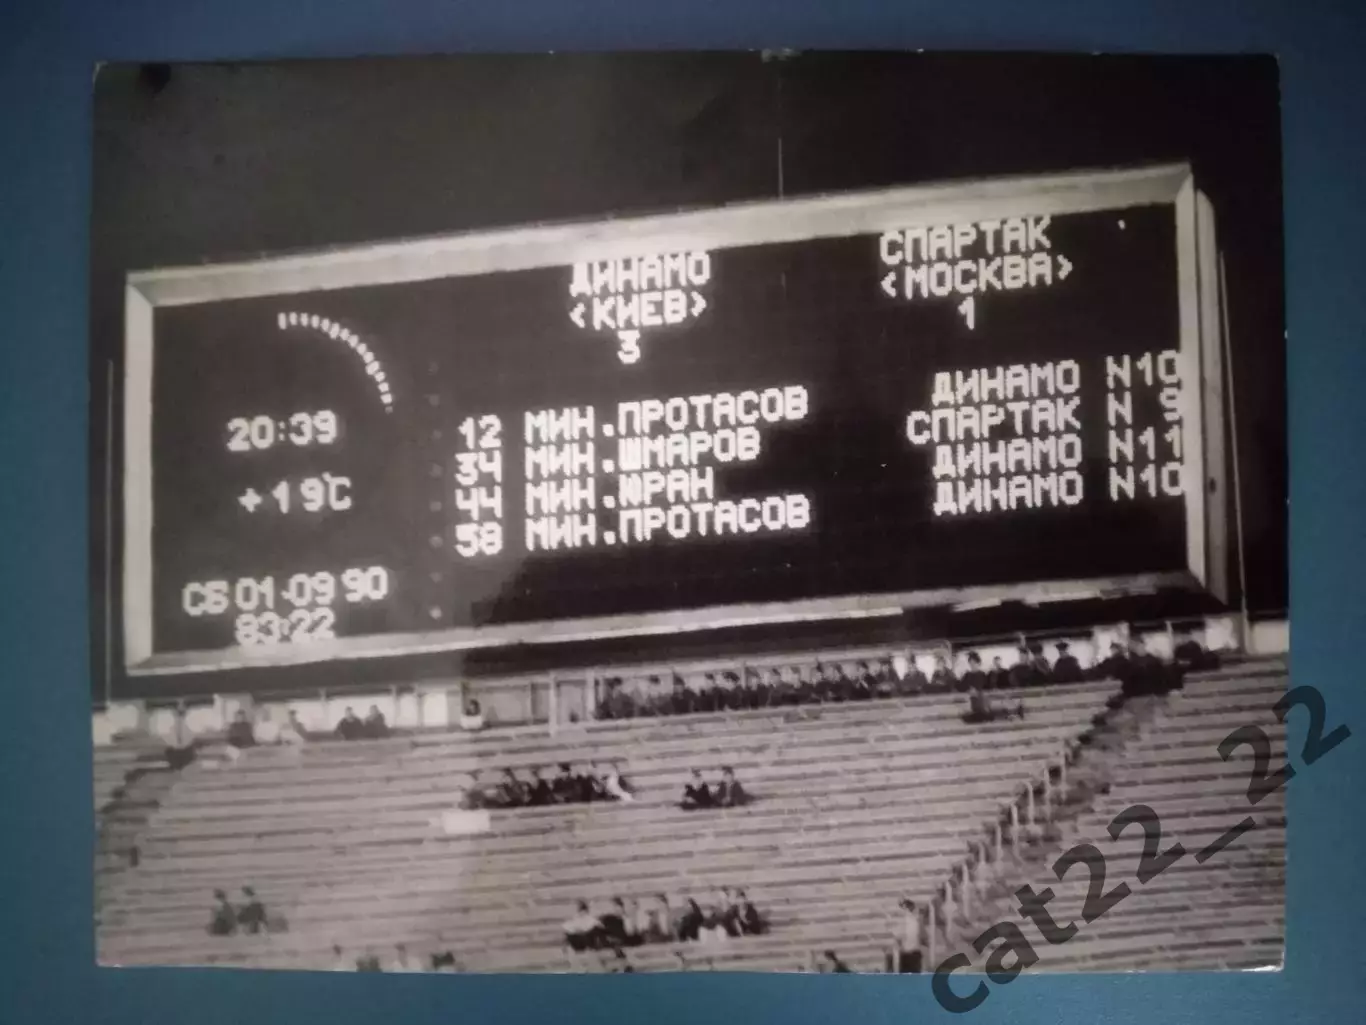 ДИНАМО
<КИЕВ>
3
СПАРТАК
<МОСКВА>
1
20:39
+19°C
СБ 01-09 90
83:22
12 МИН.ПРОТАСОВ ДИНАМО N10
34 МИН.ШМАРОВ СПАРТАК N 9
44 МИН.ЮРАН ДИНАМО N11
58 МИН.ПРОТАСОВ ДИНАМО N10
cat22_22